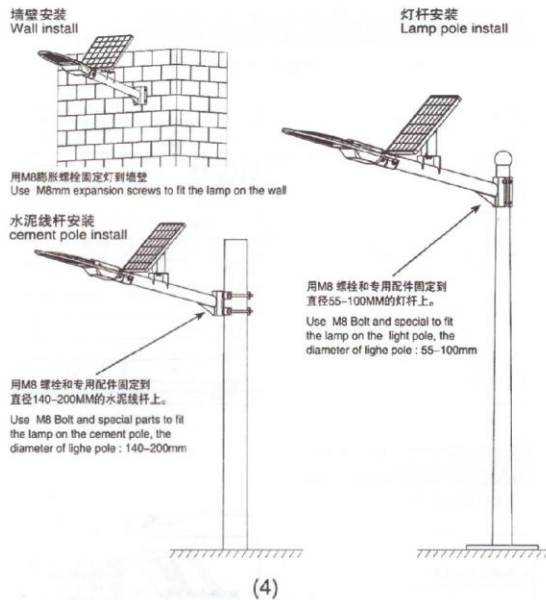 墙壁安装
Wall install
用M8膨胀螺栓固定灯到墙壁
Use M8mm expansion screws to fit the lamp on the wall
水泥线杆安装
cement pole install
用M8 螺栓和专用配件固定到
直径140-200MM的水泥线杆上。
Use M8 Bolt and special parts to fit
the lamp on the cement pole, the
diameter of lighe pole : 140-200mm
灯杆安装
Lamp pole install
用M8 螺栓和专用配件固定到
直径55-100MM的灯杆上。
Use M8 Bolt and special to fit
the lamp on the light pole, the
diameter of lighe pole : 55-100mm
(4)